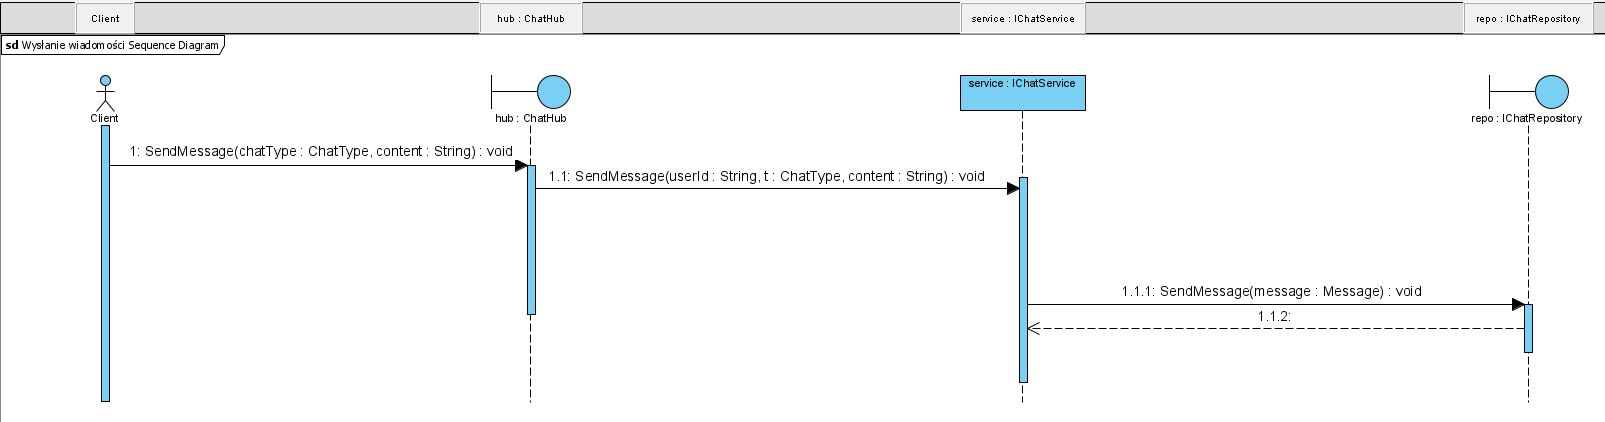 Client
hub : ChatHub
service : IChatService
repo : IChatRepository
sd Wysłanie wiadomości Sequence Diagram
service : IChatService
Client
hub : ChatHub
repo : IChatRepository
1: SendMessage(chatType : ChatType, content : String) : void
1.1: SendMessage(userId : String, t : ChatType, content : String) : void
1.1.1: SendMessage(message : Message) : void
1.1.2: